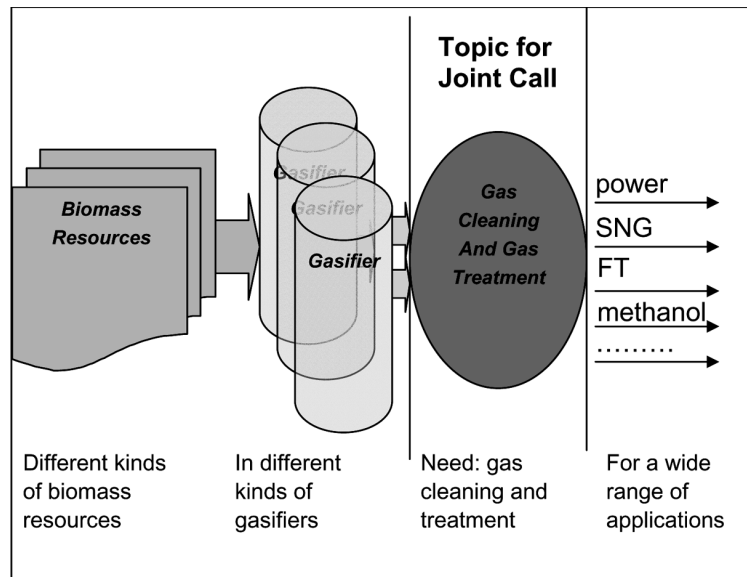 Topic for
Joint Call
Biomass
Resources
Gasifier
Gasifier
Gasifier
Gas
Cleaning
And Gas
Treatment
power
SNG
FT
methanol
.........
Different kinds
of biomass
resources
In different
kinds of
gasifiers
Need: gas
cleaning and
treatment
For a wide
range of
applications